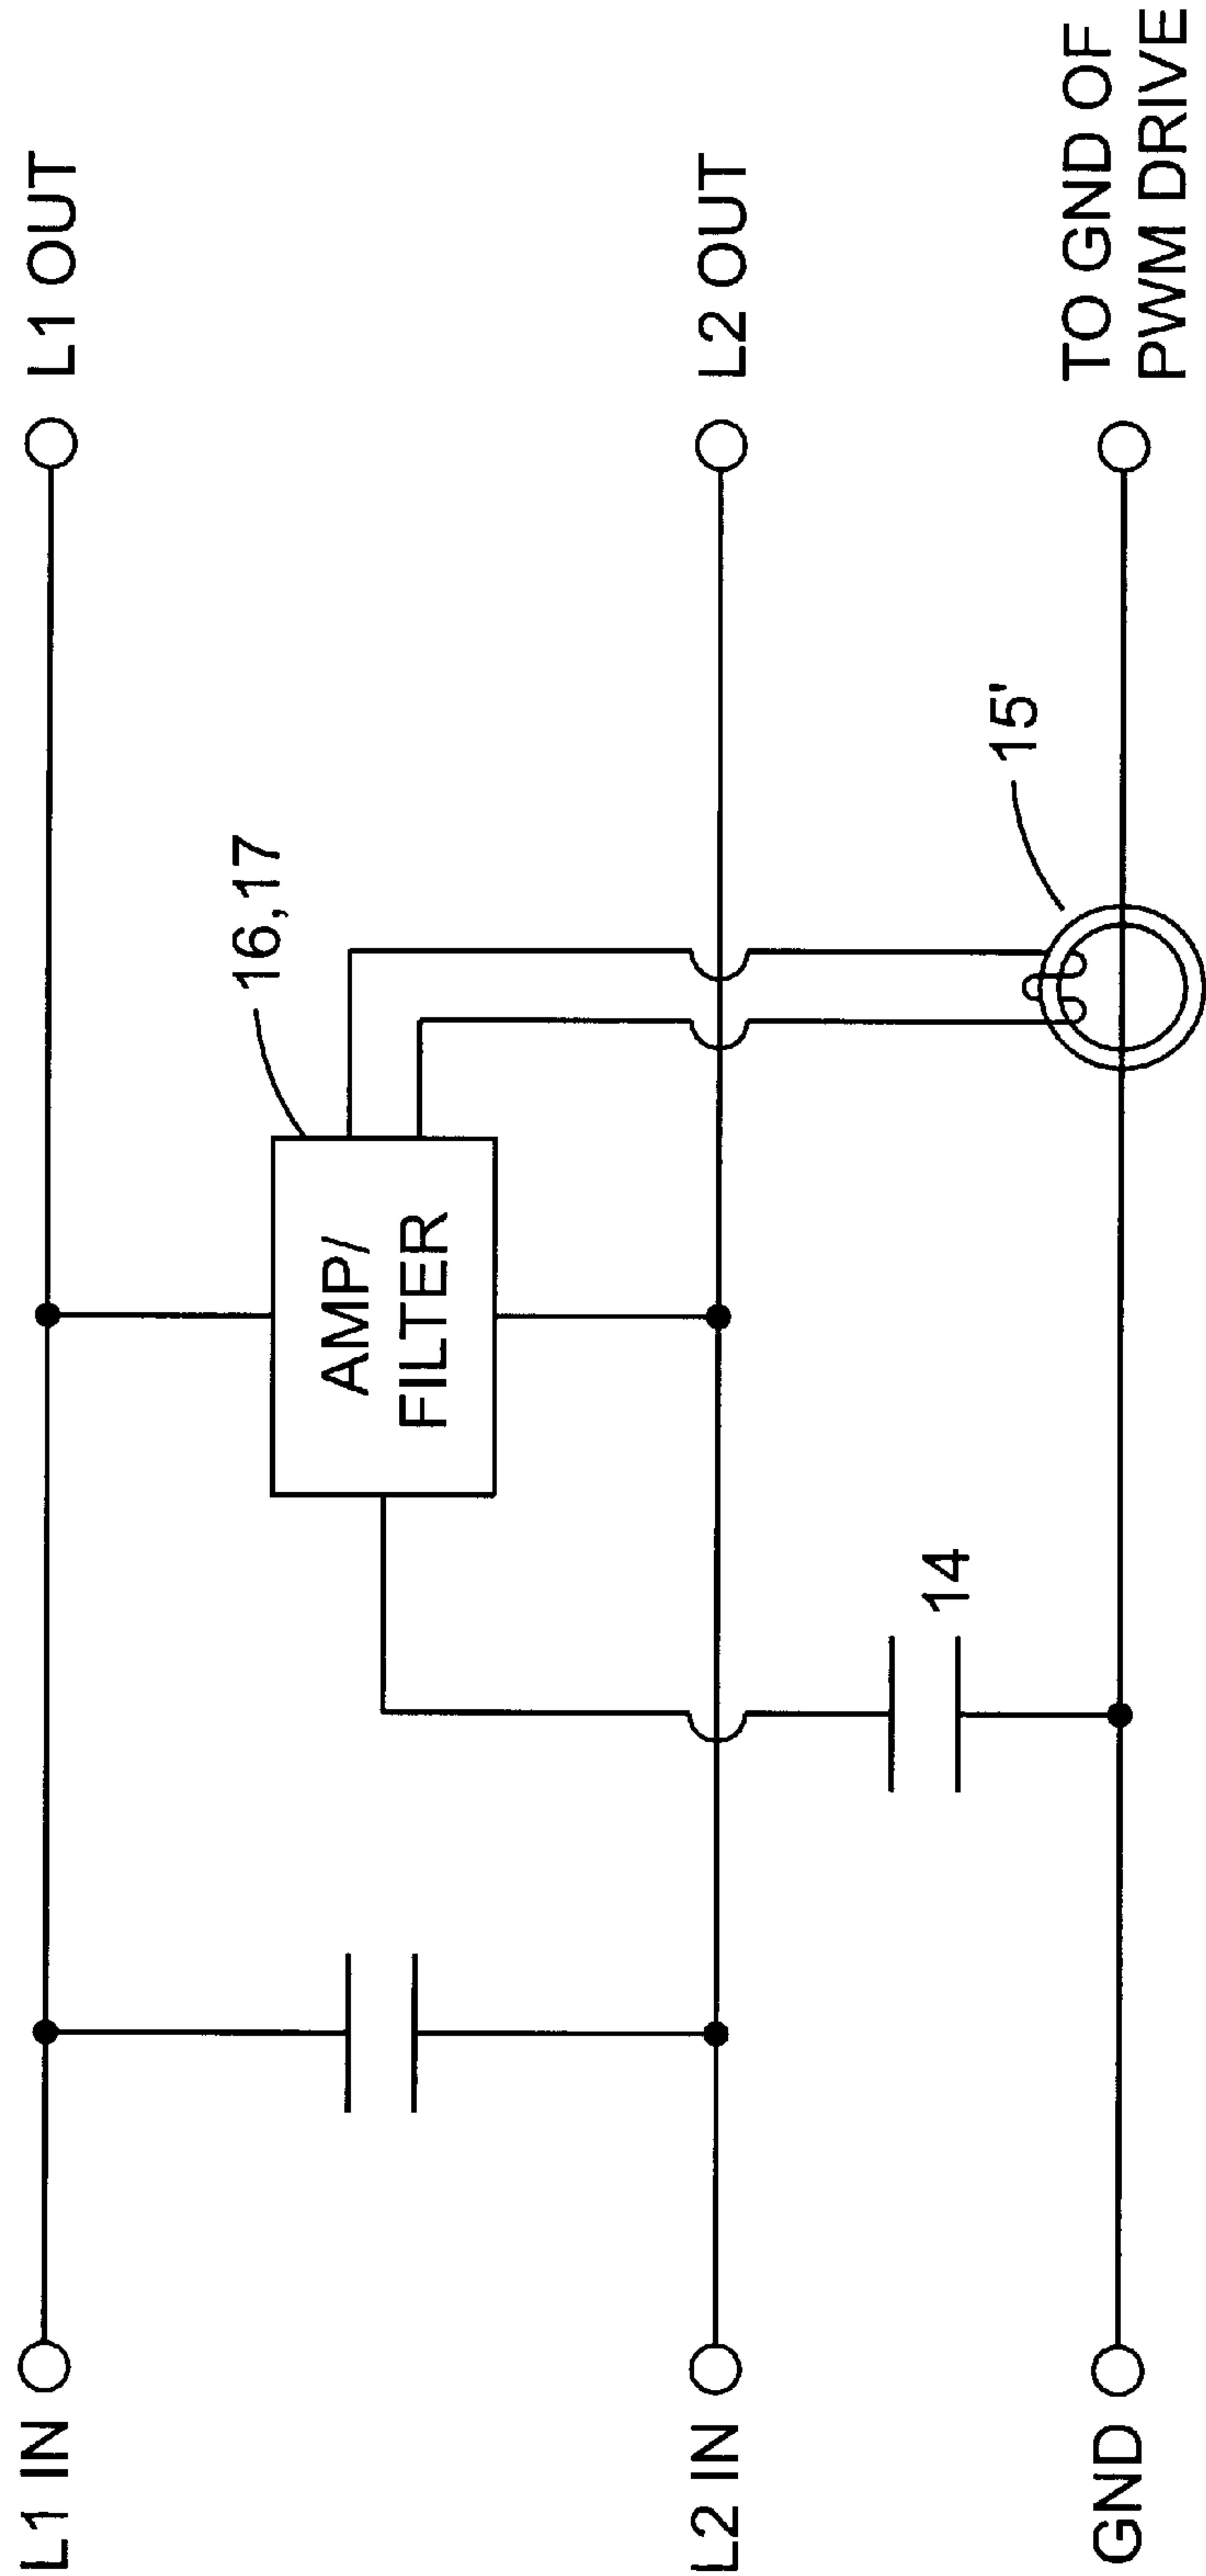 L1 IN
L1 OUT
16,17
AMP/
FILTER
L2 IN
L2 OUT
14
15'
GND
TO GND OF
PWM DRIVE